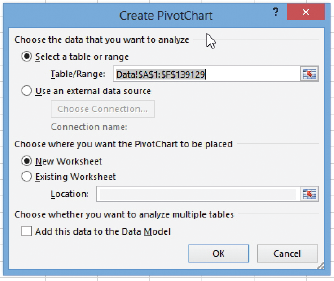 Create PivotChart
Choose the data that you want to analyze
Select a table or range
Table/Range: Data!$A$1:$F$139129
Use an external data source
Choose Connection...
Connection name:
Choose where you want the PivotChart to be placed
New Worksheet
Existing Worksheet
Location:
Choose whether you want to analyze multiple tables
Add this data to the Data Model
OK Cancel